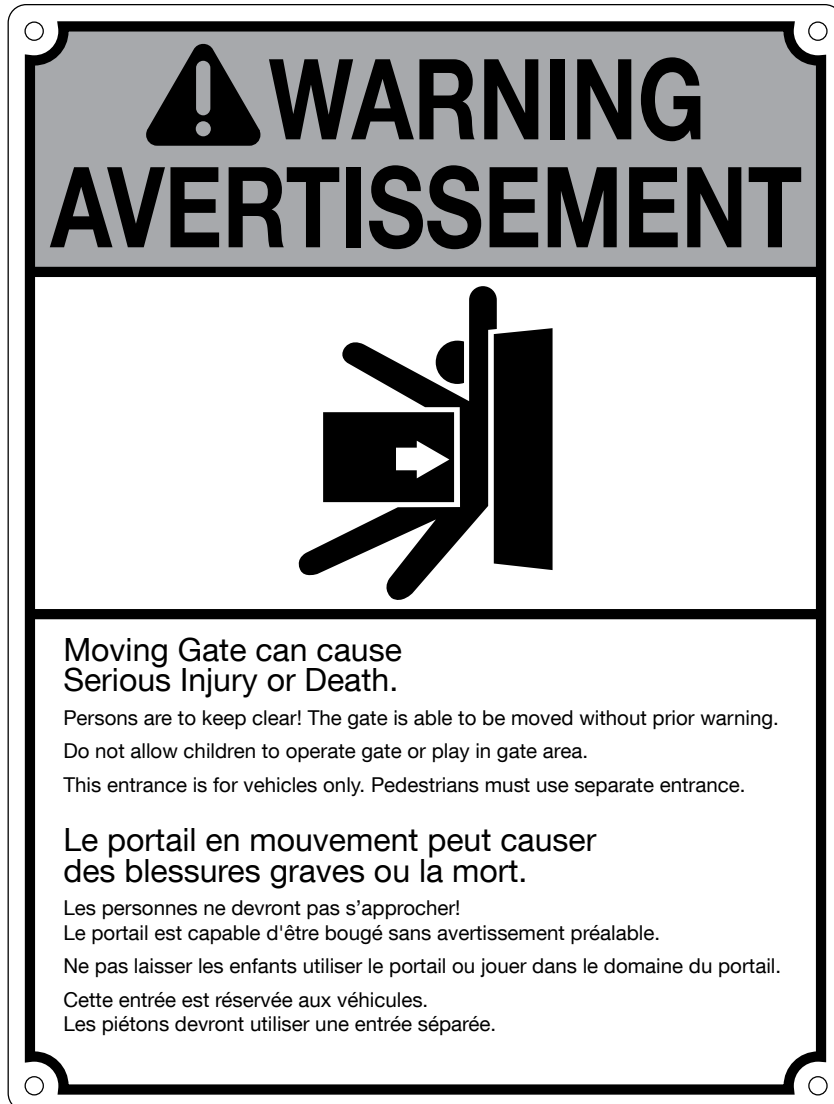 WARNING
AVERTISSEMENT
Moving Gate can cause
Serious Injury or Death.
Persons are to keep clear! The gate is able to be moved without prior warning.
Do not allow children to operate gate or play in gate area.
This entrance is for vehicles only. Pedestrians must use separate entrance.
Le portail en mouvement peut causer
des blessures graves ou la mort.
Les personnes ne devront pas s’approcher!
Le portail est capable d'être bougé sans avertissement préalable.
Ne pas laisser les enfants utiliser le portail ou jouer dans le domaine du portail.
Cette entrée est réservée aux véhicules.
Les piétons devront utiliser une entrée séparée.